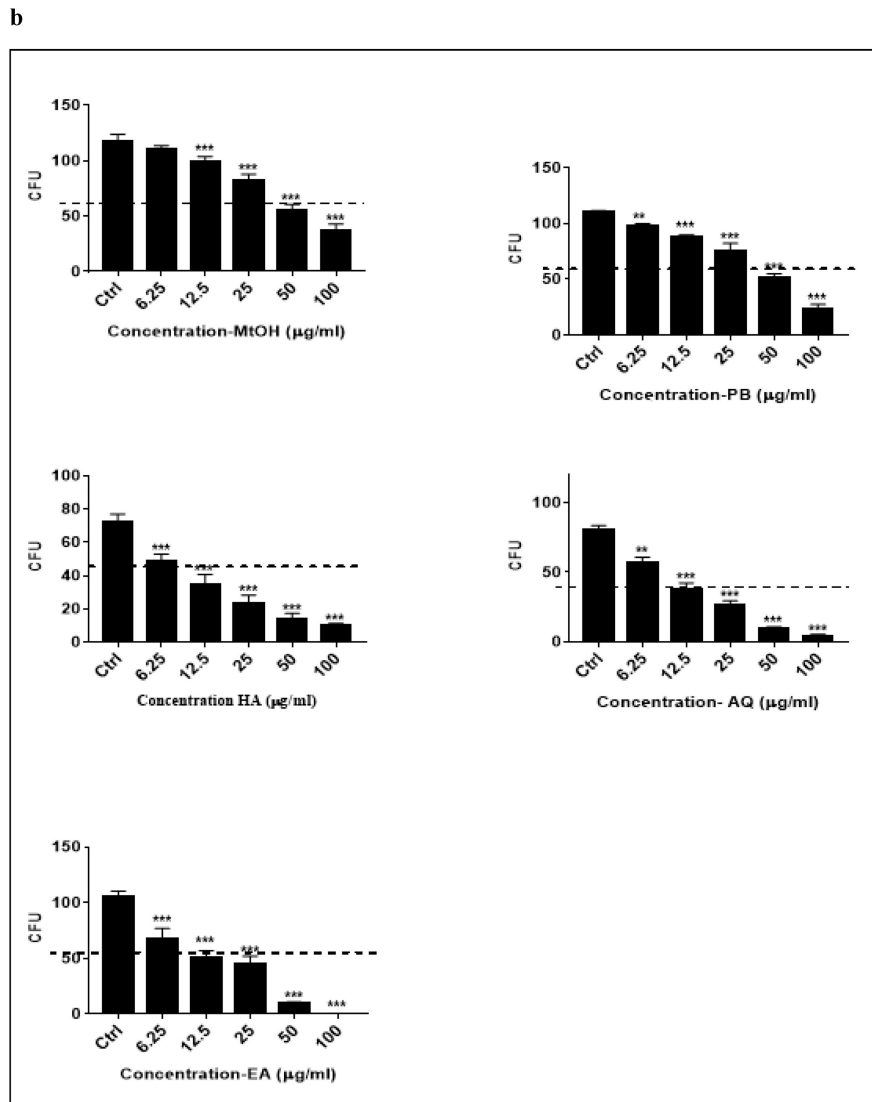 b
150
100
50
0
CFU
*** *** *** ***
Ctrl 6.25 12.5 25 50 100
Concentration-MtOH (µg/ml)
150
100
50
0
CFU
** *** *** *** ***
Ctrl 6.25 12.5 25 50 100
Concentration-PB (µg/ml)
100
80
60
40
20
0
CFU
*** *** *** *** ***
Ctrl 6.25 12.5 25 50 100
Concentration HA (µg/ml)
100
50
0
CFU
** *** *** *** ***
Ctrl 6.25 12.5 25 50 100
Concentration- AQ (µg/ml)
150
100
50
0
CFU
*** *** *** *** ***
Ctrl 6.25 12.5 25 50 100
Concentration-EA (µg/ml)